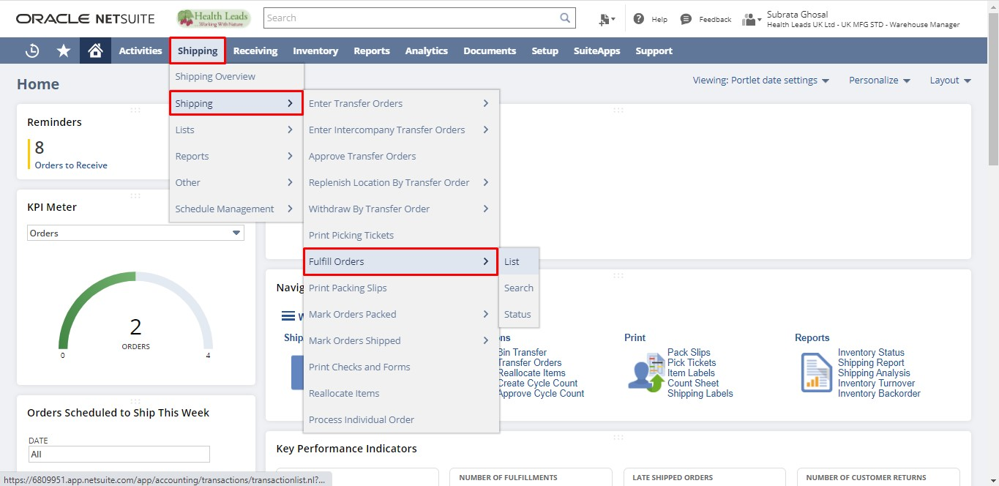 ORACLE NETSUITE
Health Leads
...Working With Nature
Search
Help
Feedback
Subrata Ghosal
Health Leads UK Ltd - UK MFG STD - Warehouse Manager
Activities
Shipping
Receiving
Inventory
Reports
Analytics
Documents
Setup
SuiteApps
Support
Home
Viewing: Portlet date settings
Personalize
Layout
Shipping Overview
Shipping
Lists
Reports
Other
Schedule Management
Enter Transfer Orders
Enter Intercompany Transfer Orders
Approve Transfer Orders
Replenish Location By Transfer Order
Withdraw By Transfer Order
Print Picking Tickets
Fulfill Orders
Print Packing Slips
Mark Orders Packed
Mark Orders Shipped
Print Checks and Forms
Reallocate Items
Process Individual Order
List
Search
Status
Reminders
8
Orders to Receive
KPI Meter
Orders
2
ORDERS
0
4
Orders Scheduled to Ship This Week
DATE
All
Navig
W
Ship
ons
Bin Transfer
Transfer Orders
Reallocate Items
Create Cycle Count
Approve Cycle Count
Print
Pack Slips
Pick Tickets
Item Labels
Count Sheet
Shipping Labels
Reports
Inventory Status
Shipping Report
Shipping Analysis
Inventory Turnover
Inventory Backorder
Key Performance Indicators
NUMBER OF FULFILLMENTS
LATE SHIPPED ORDERS
NUMBER OF CUSTOMER RETURNS
https://6809951.app.netsuite.com/app/accounting/transactions/transactionlist.nl?...